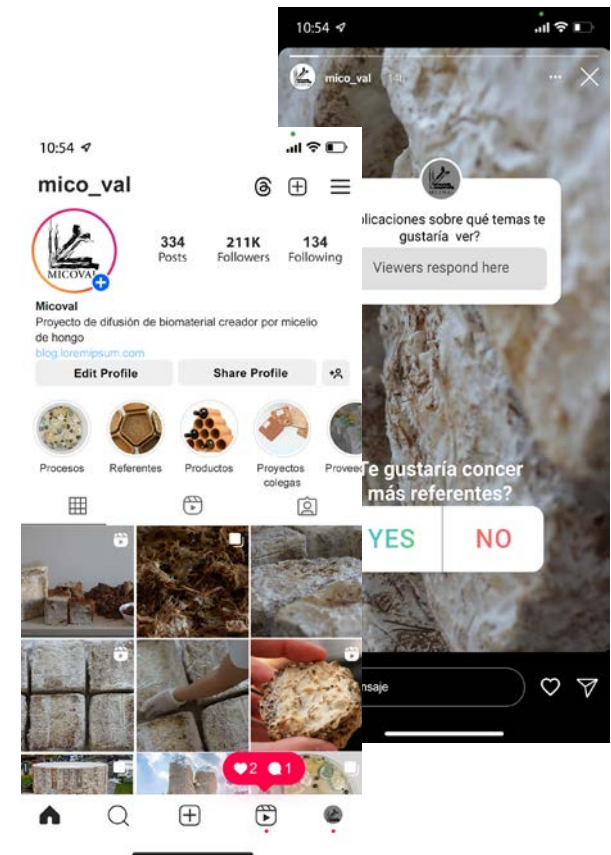 10:54
mico_val
334
Posts
211K
Followers
134
Following
MICOVAL
Micoval
Proyecto de difusión de biomaterial creador por micelio
de hongo
blog.loremipsum.com
Edit Profile
Share Profile
Procesos
Referentes
Productos
Proyectos
colegas
Proveed
2
1
10:54
mico_val 14h
licaciones sobre qué temas te
gustaría ver?
Viewers respond here
Te gustaría concer
más referentes?
YES
NO
nsaje